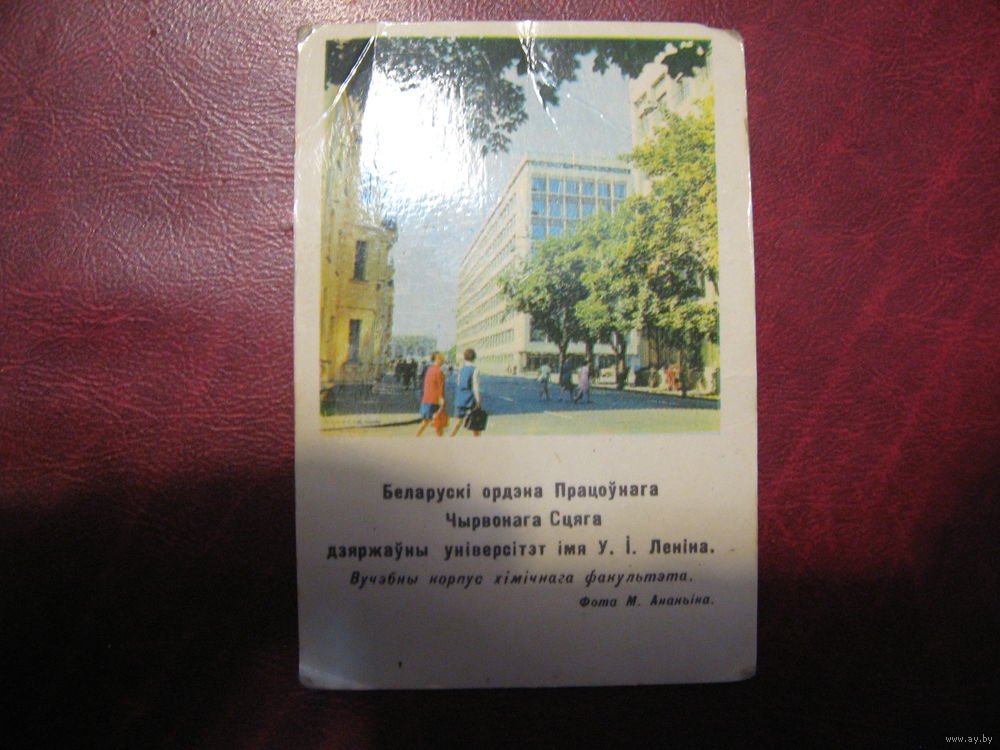 Беларускі ордэна Працоўнага
Чырвонага Сцяга
дзяржаўны універсітэт імя У. І. Леніна.
Вучэбны корпус хімічнага факультэта.
Фота М. Ананьіна.
www.ay.by